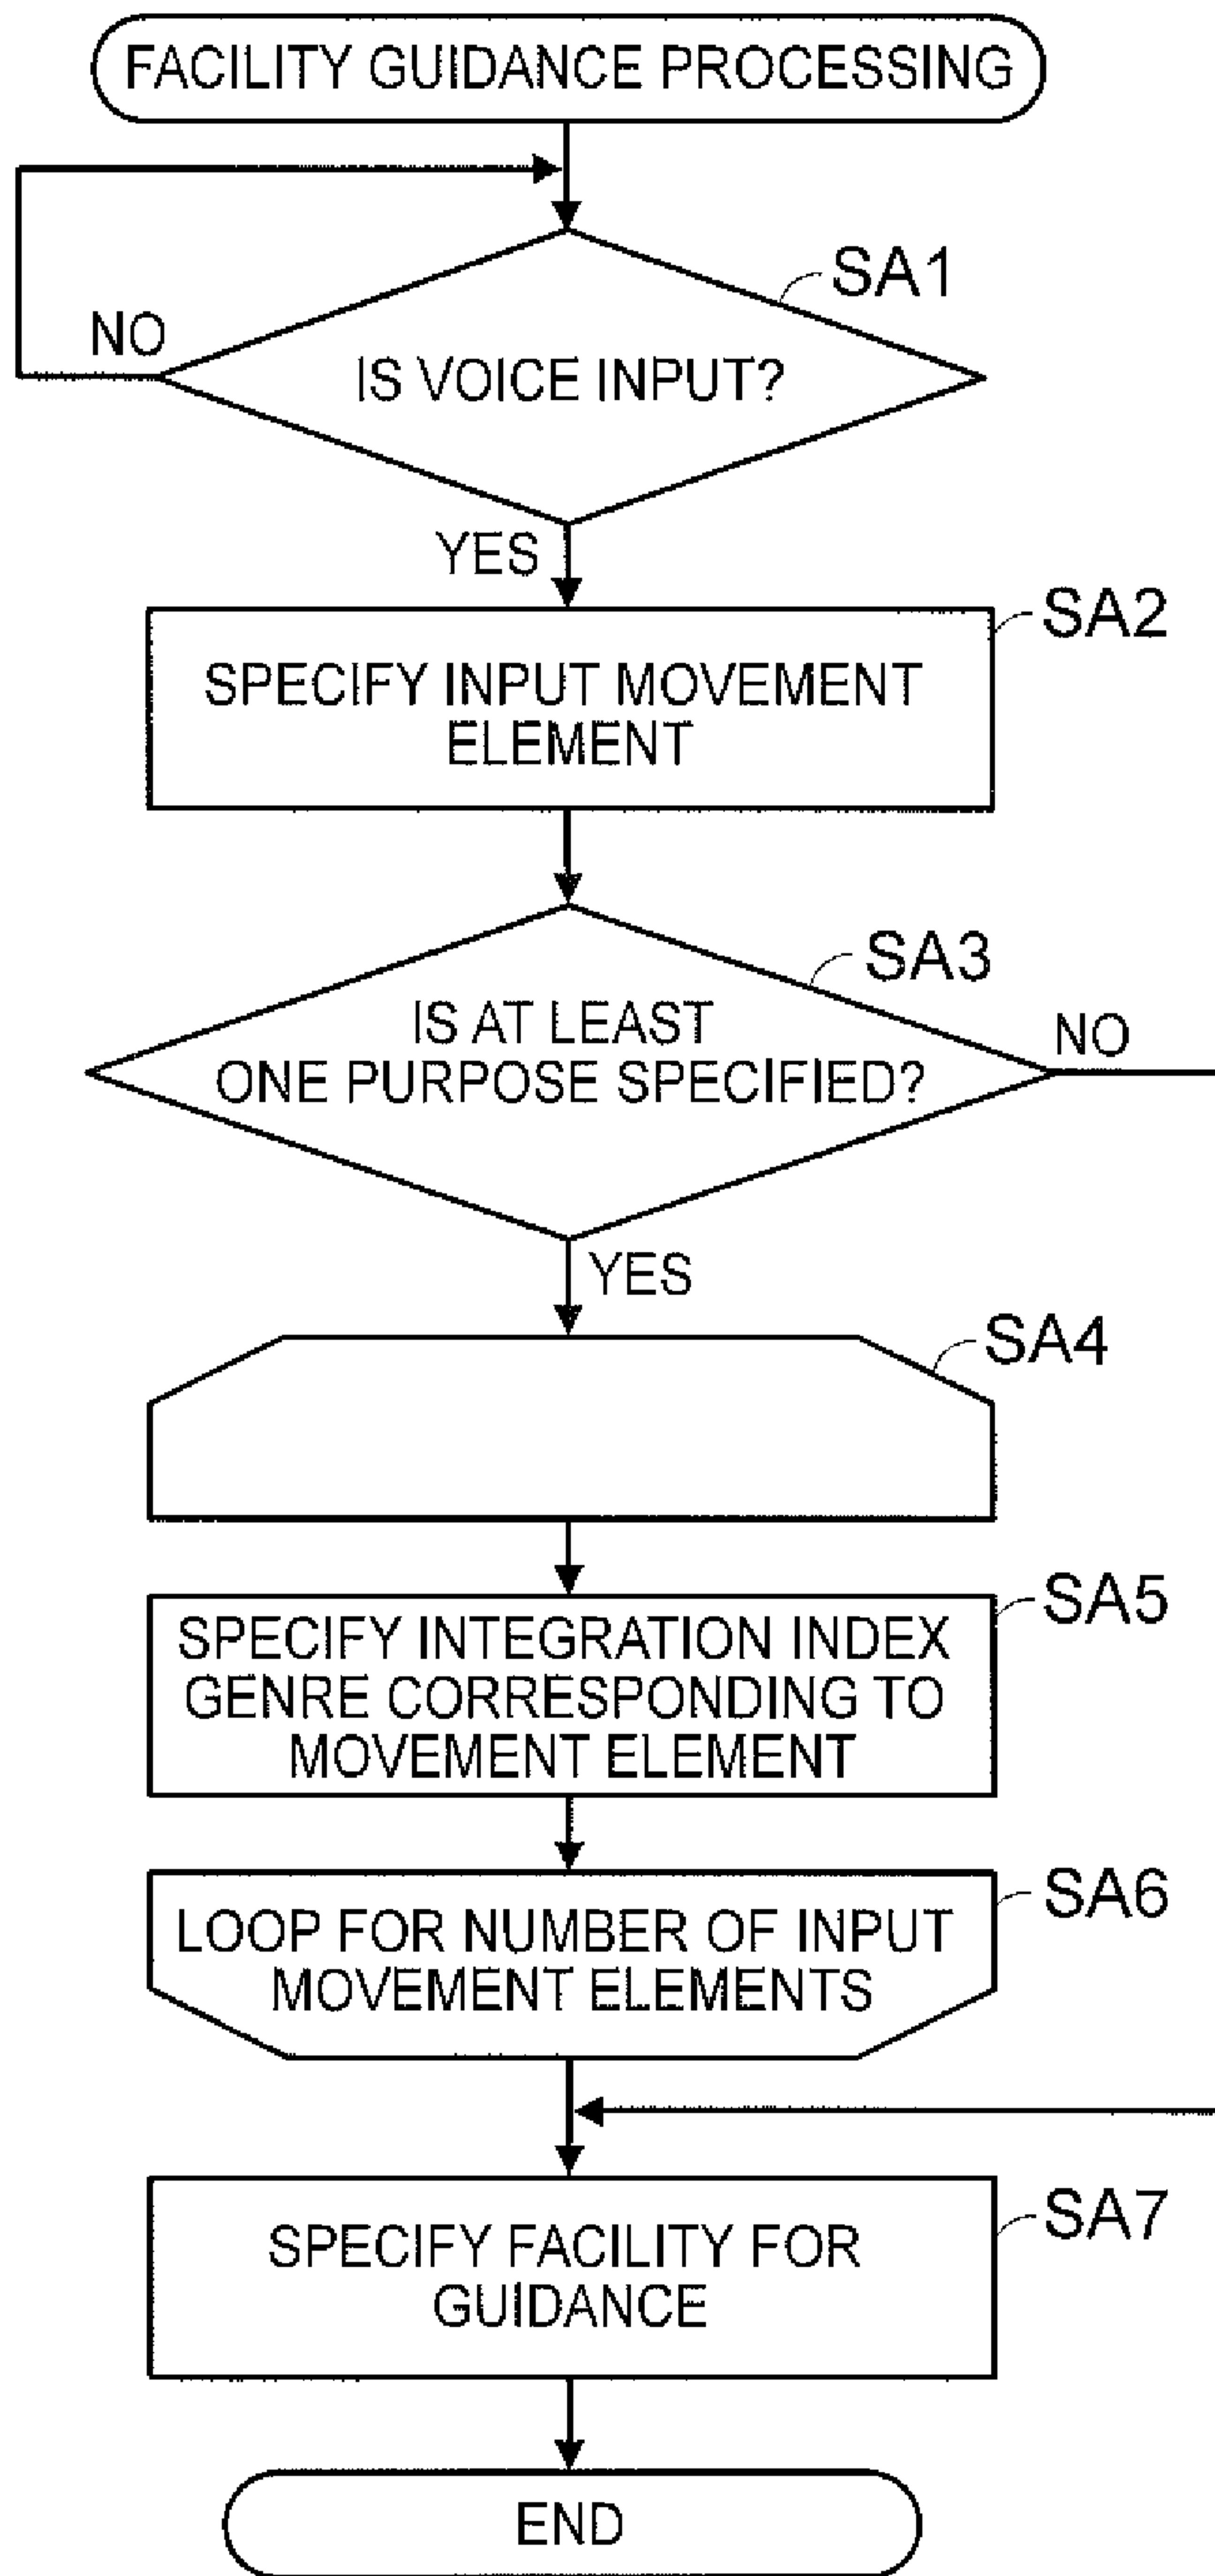 FACILITY GUIDANCE PROCESSING
SA1
NO
IS VOICE INPUT?
YES
SA2
SPECIFY INPUT MOVEMENT
ELEMENT
SA3
IS AT LEAST
ONE PURPOSE SPECIFIED?
NO
YES
SA4
SA5
SPECIFY INTEGRATION INDEX
GENRE CORRESPONDING TO
MOVEMENT ELEMENT
SA6
LOOP FOR NUMBER OF INPUT
MOVEMENT ELEMENTS
SA7
SPECIFY FACILITY FOR
GUIDANCE
END